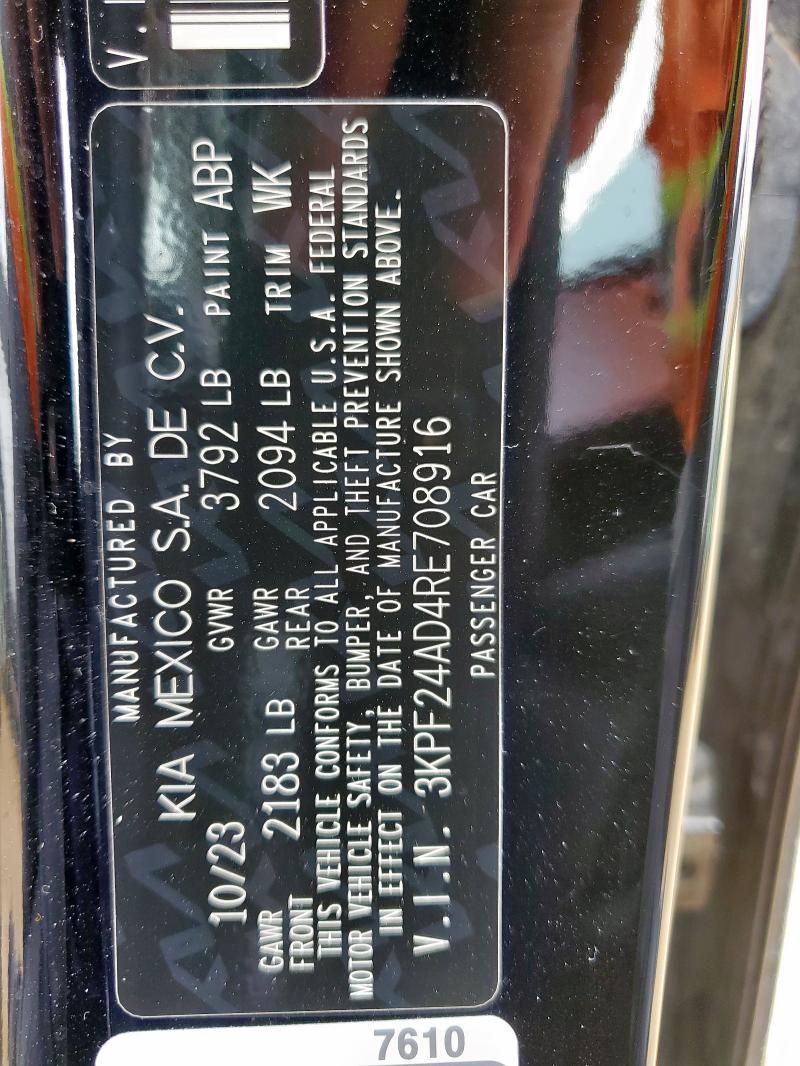 V.I
MANUFACTURED BY
KIA MEXICO S.A. DE C.V.
10/23 GVWR 3792 LB PAINT ABP
GAWR FRONT 2183 LB GAWR REAR 2094 LB TRIM WK
THIS VEHICLE CONFORMS TO ALL APPLICABLE U.S.A. FEDERAL
MOTOR VEHICLE SAFETY, BUMPER, AND THEFT PREVENTION STANDARDS
IN EFFECT ON THE DATE OF MANUFACTURE SHOWN ABOVE.
V.I.N. 3KPF24AD4RE708916
PASSENGER CAR
7610